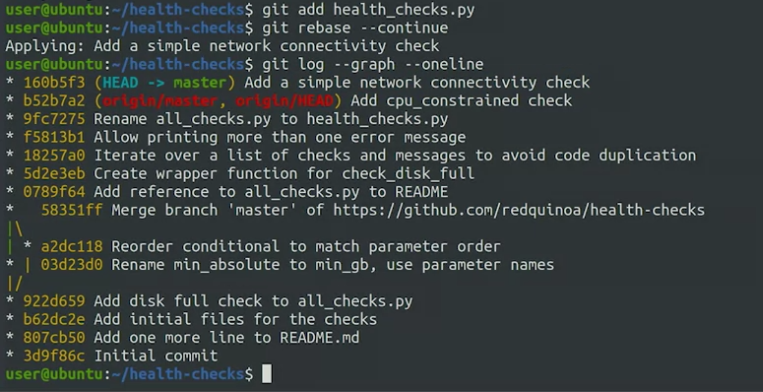 user@ubuntu:~/health-checks$ git add health_checks.py
user@ubuntu:~/health-checks$ git rebase --continue
Applying: Add a simple network connectivity check
user@ubuntu:~/health-checks$ git log --graph --oneline
* 160b5f3 (HEAD -> master) Add a simple network connectivity check
* b52b7a2 (origin/master, origin/HEAD) Add cpu_constrained check
* 9fc7275 Rename all_checks.py to health_checks.py
* f5813b1 Allow printing more than one error message
* 18257a0 Iterate over a list of checks and messages to avoid code duplication
* 5d2e3eb Create wrapper function for check_disk_full
* 0789f64 Add reference to all_checks.py to README
*   58351ff Merge branch 'master' of https://github.com/redquinoa/health-checks
|\
| * a2dc118 Reorder conditional to match parameter order
* | 03d23d0 Rename min_absolute to min_gb, use parameter names
|/
* 922d659 Add disk full check to all_checks.py
* b62dc2e Add initial files for the checks
* 807cb50 Add one more line to README.md
* 3d9f86c Initial commit
user@ubuntu:~/health-checks$